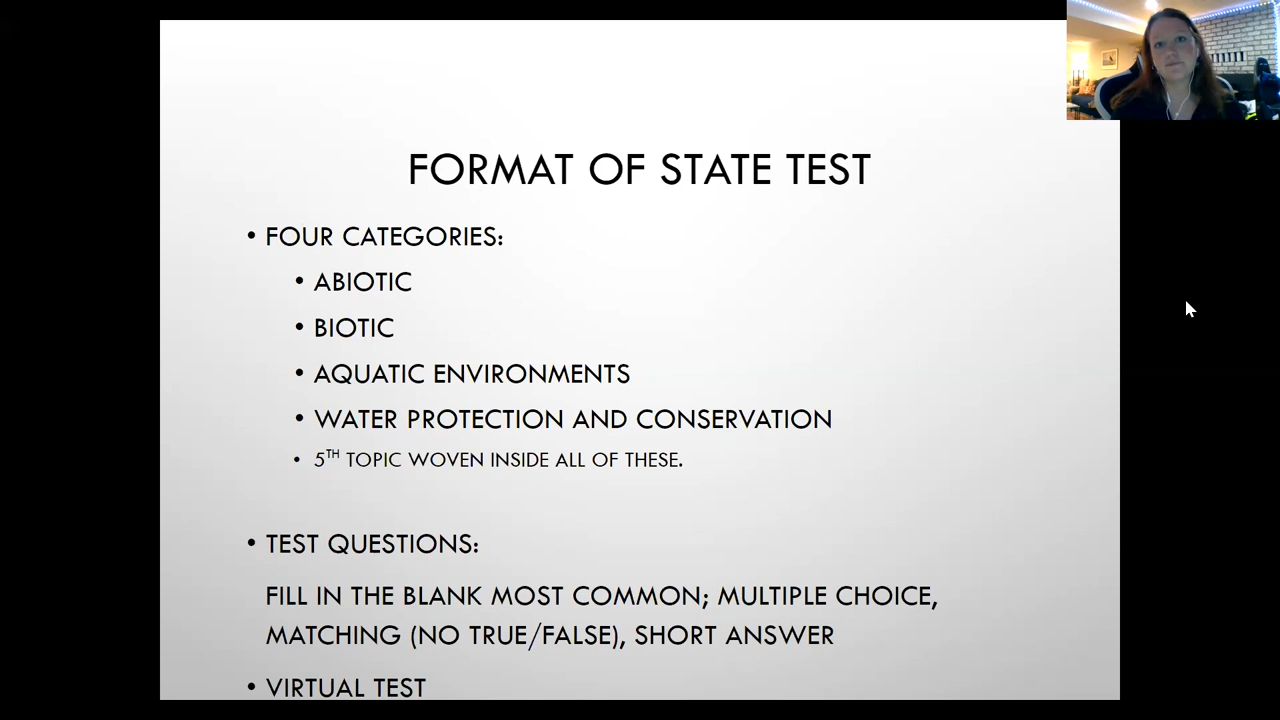 FORMAT OF STATE TEST
• FOUR CATEGORIES:
• ABIOTIC
• BIOTIC
• AQUATIC ENVIRONMENTS
• WATER PROTECTION AND CONSERVATION
• 5TH TOPIC WOVEN INSIDE ALL OF THESE.
• TEST QUESTIONS:
FILL IN THE BLANK MOST COMMON; MULTIPLE CHOICE,
MATCHING (NO TRUE/FALSE), SHORT ANSWER
• VIRTUAL TEST